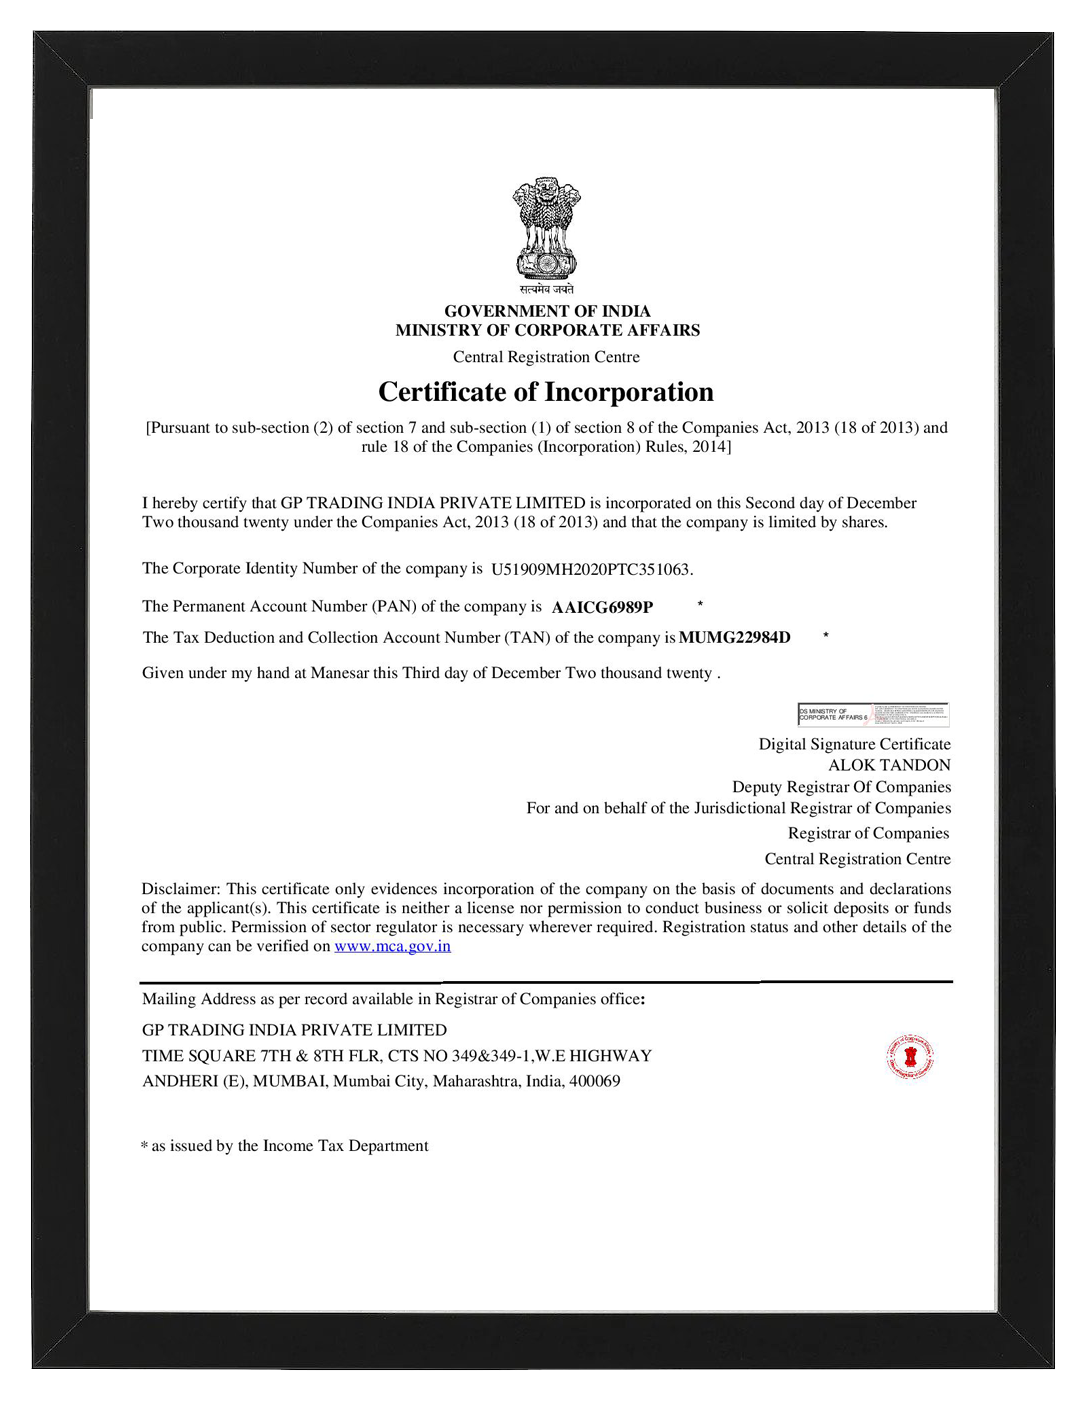 सत्यमेव जयते
GOVERNMENT OF INDIA
MINISTRY OF CORPORATE AFFAIRS
Central Registration Centre
Certificate of Incorporation
[Pursuant to sub-section (2) of section 7 and sub-section (1) of section 8 of the Companies Act, 2013 (18 of 2013) and
rule 18 of the Companies (Incorporation) Rules, 2014]
I hereby certify that GP TRADING INDIA PRIVATE LIMITED is incorporated on this Second day of December
Two thousand twenty under the Companies Act, 2013 (18 of 2013) and that the company is limited by shares.
The Corporate Identity Number of the company is U51909MH2020PTC351063.
The Permanent Account Number (PAN) of the company is AAICG6989P *
The Tax Deduction and Collection Account Number (TAN) of the company is MUMG22984D *
Given under my hand at Manesar this Third day of December Two thousand twenty .
DS MINISTRY OF
CORPORATE AFFAIRS 6
Digital Signature Certificate
ALOK TANDON
Deputy Registrar Of Companies
For and on behalf of the Jurisdictional Registrar of Companies
Registrar of Companies
Central Registration Centre
Disclaimer: This certificate only evidences incorporation of the company on the basis of documents and declarations
of the applicant(s). This certificate is neither a license nor permission to conduct business or solicit deposits or funds
from public. Permission of sector regulator is necessary wherever required. Registration status and other details of the
company can be verified on www.mca.gov.in
Mailing Address as per record available in Registrar of Companies office:
GP TRADING INDIA PRIVATE LIMITED
TIME SQUARE 7TH & 8TH FLR, CTS NO 349&349-1,W.E HIGHWAY
ANDHERI (E), MUMBAI, Mumbai City, Maharashtra, India, 400069
* as issued by the Income Tax Department